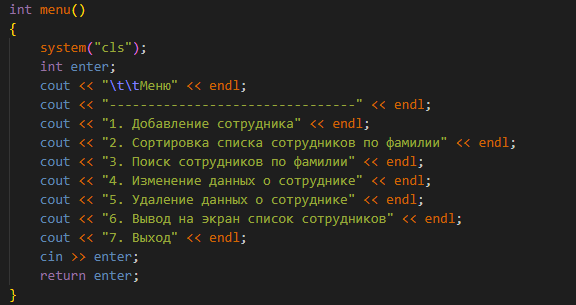 int menu()
{
system("cls");
int enter;
cout << "\t\tМеню" << endl;
cout << "--------------------------------" << endl;
cout << "1. Добавление сотрудника" << endl;
cout << "2. Сортировка списка сотрудников по фамилии" << endl;
cout << "3. Поиск сотрудников по фамилии" << endl;
cout << "4. Изменение данных о сотруднике" << endl;
cout << "5. Удаление данных о сотруднике" << endl;
cout << "6. Вывод на экран список сотрудников" << endl;
cout << "7. Выход" << endl;
cin >> enter;
return enter;
}